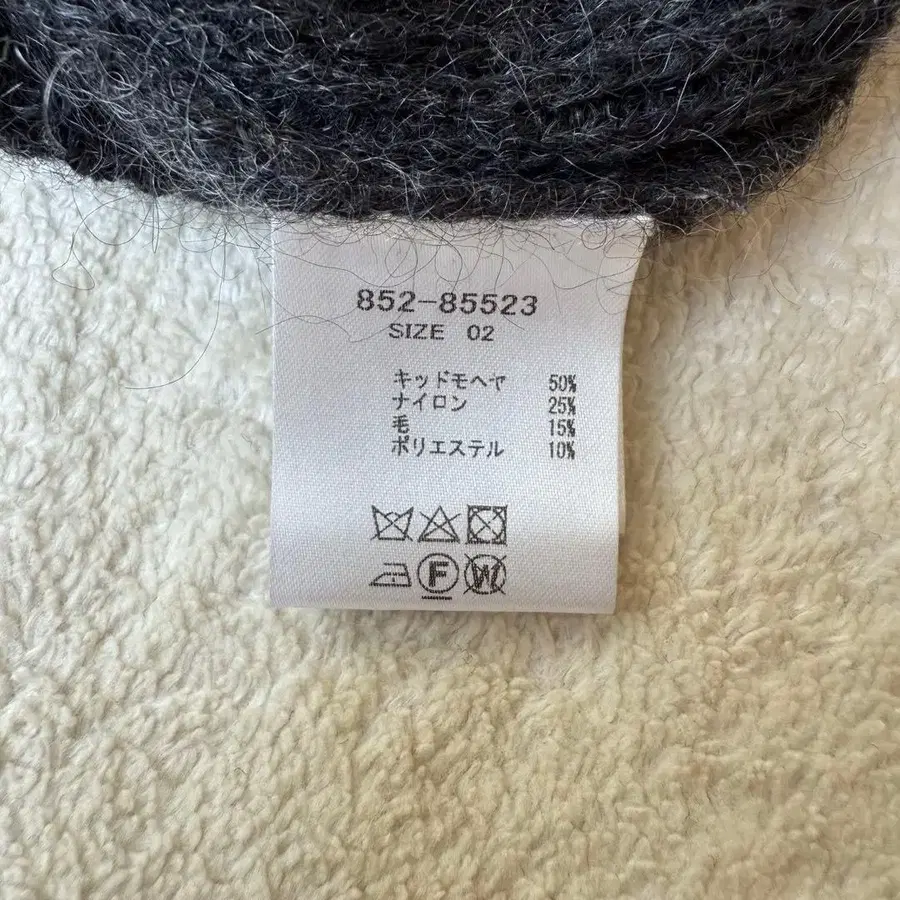 852-85523
SIZE 02
キッドモヘヤ 50%
ナイロン 25%
毛 15%
ポリエステル 10%
F W